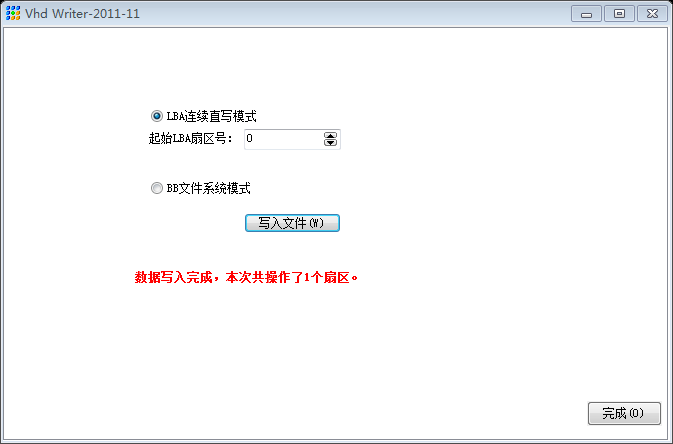 Vhd Writer-2011-11
LBA连续直写模式
起始LBA扇区号： 0
BB文件系统模式
写入文件(W)
数据写入完成，本次共操作了1个扇区。
完成(O)